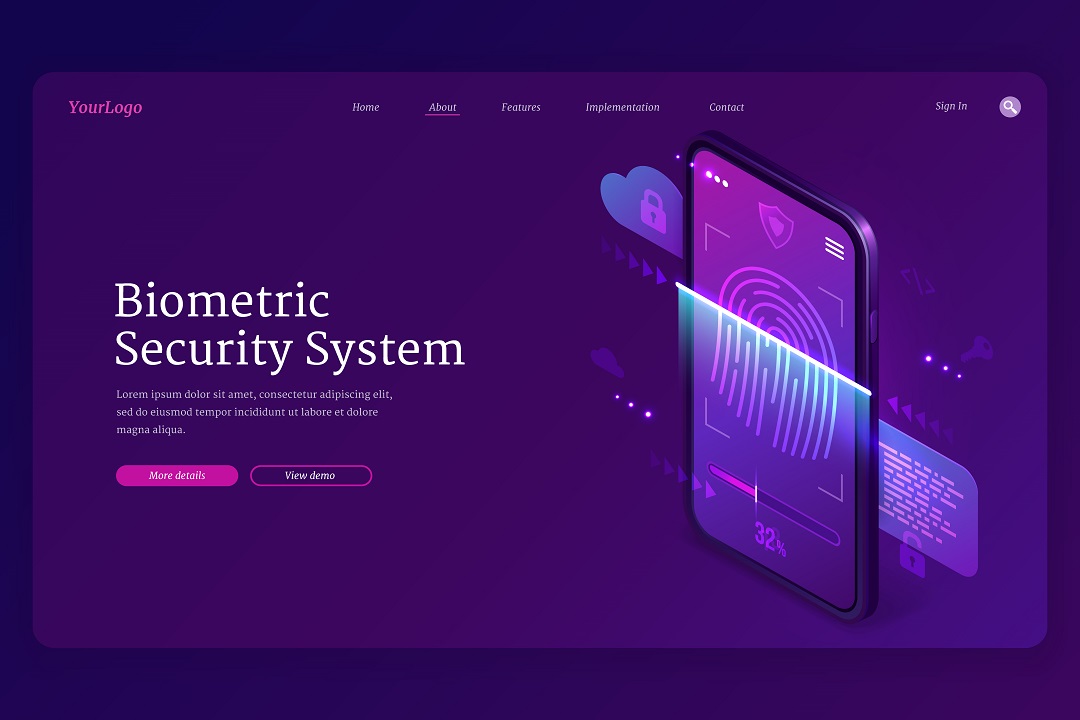 YourLogo
Home
About
Features
Implementation
Contact
Sign In
Biometric
Security System
Lorem ipsum dolor sit amet, consectetur adipiscing elit,
sed do eiusmod tempor incididunt ut labore et dolore
magna aliqua.
More details
View demo
</>
32%